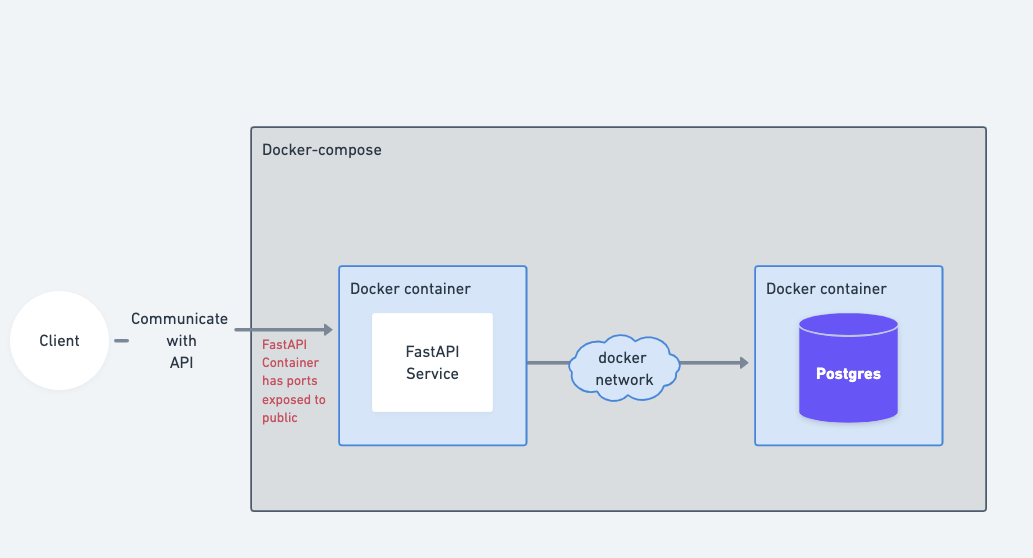 Docker-compose
Client
Communicate
with
API
FastAPI
Container
has ports
exposed to
public
Docker container
FastAPI
Service
docker
network
Docker container
Postgres